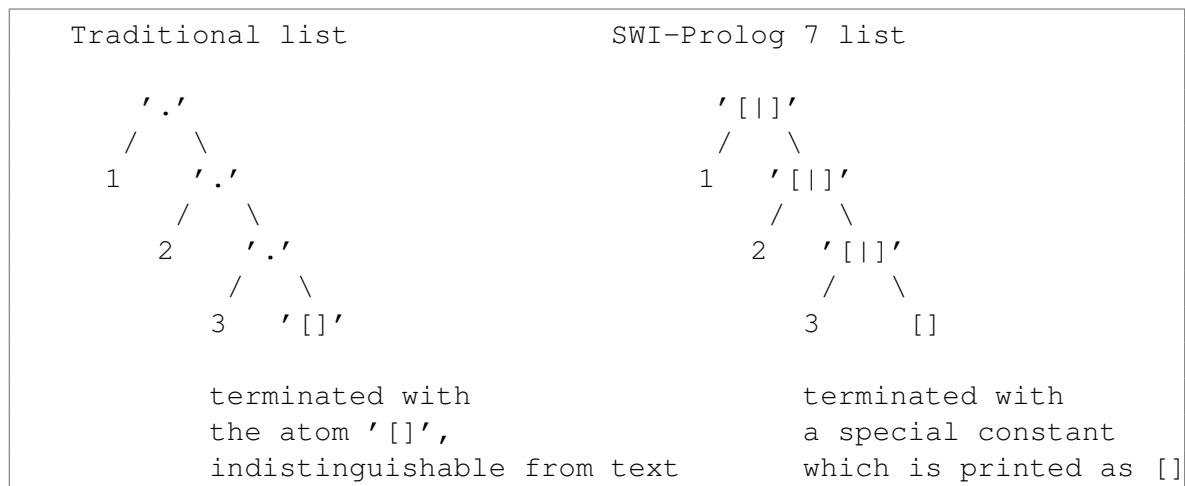 Traditional list                SWI-Prolog 7 list
'.'                '[|]'
/ \                / \
1 '.'                1 '[|]'
/ \                / \
2 '.'                2 '[|]'
/ \                / \
3 '[]'                3 []
terminated with                terminated with
the atom '[]',                a special constant
indistinguishable from text                which is printed as []